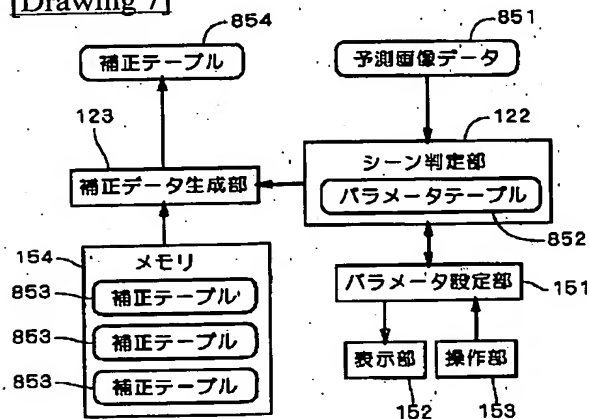 [Drawing 7]
854
851
補正テーブル
予測画像データ
123
122
シーン判定部
補正データ生成部
パラメータテーブル
852
154
メモリ
853
補正テーブル
パラメータ設定部
151
853
補正テーブル
853
補正テーブル
表示部
操作部
152
153